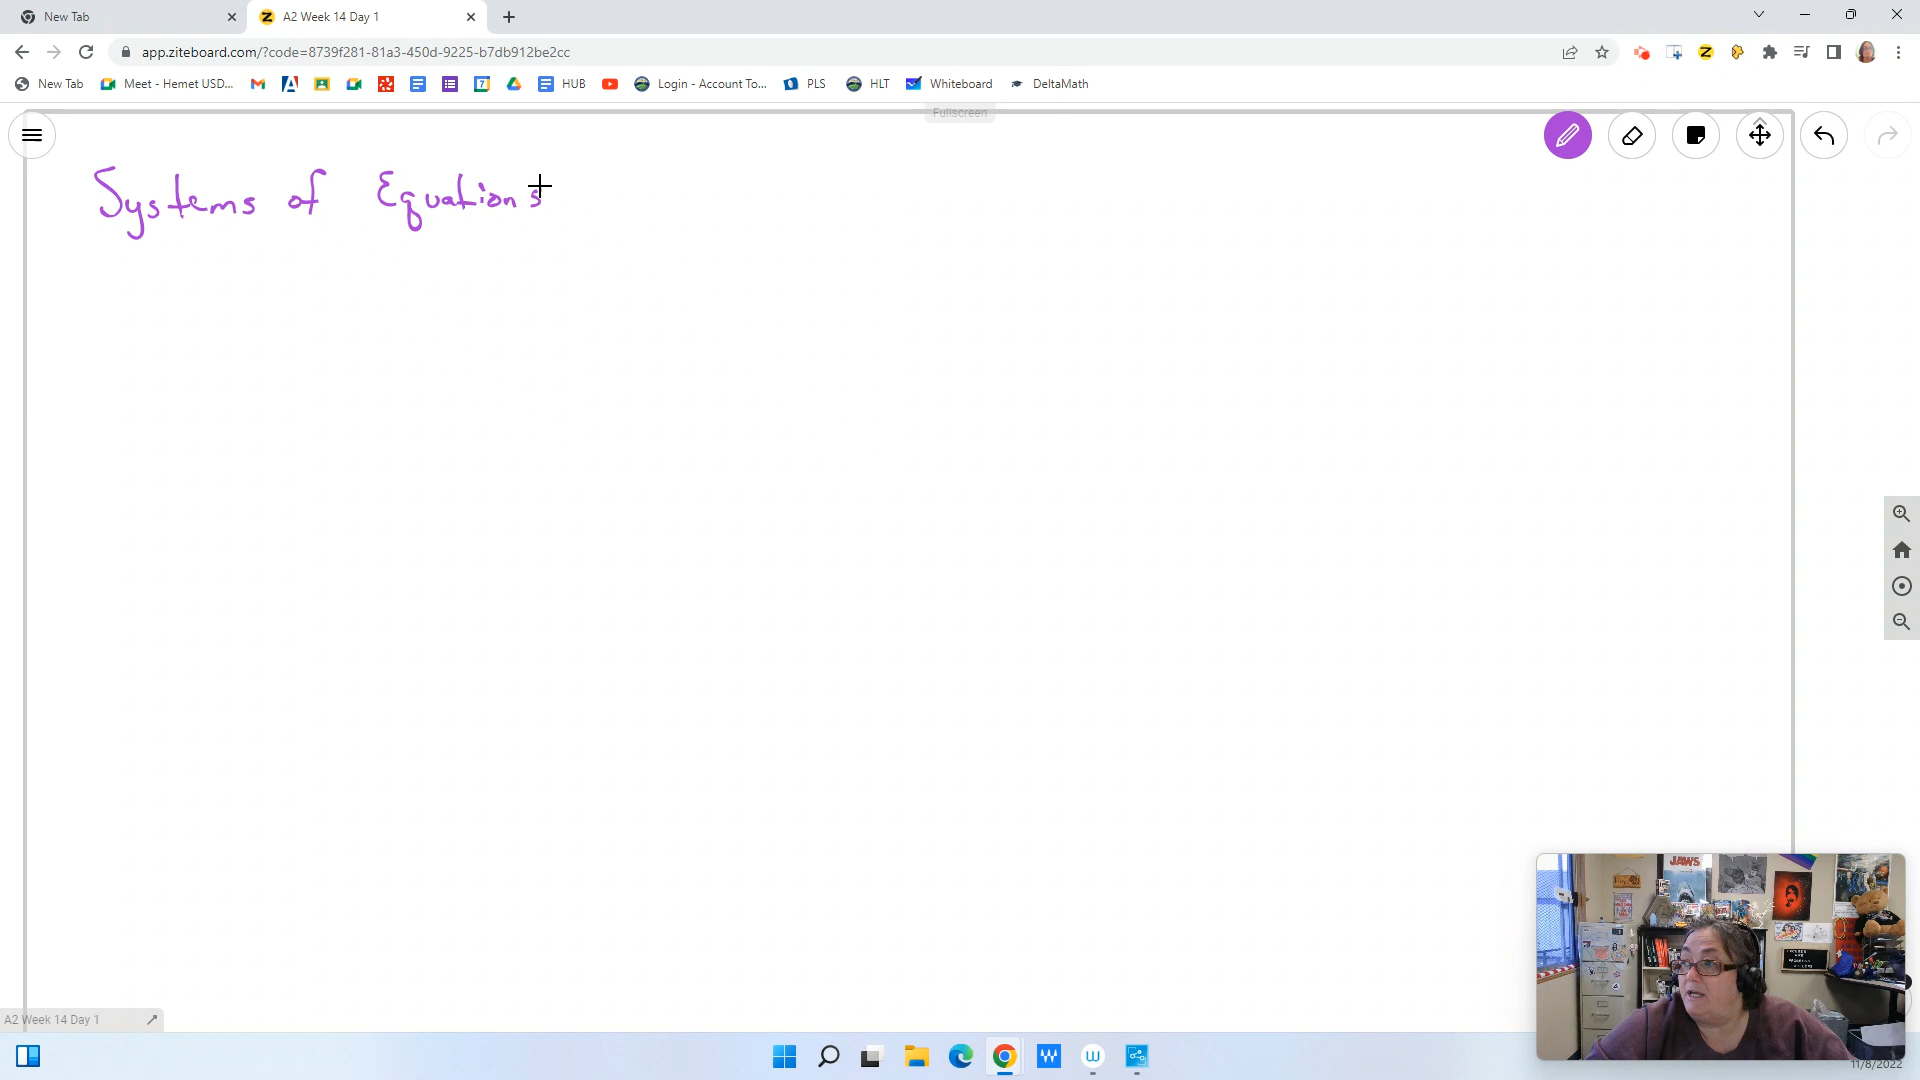 New Tab
A2 Week 14 Day 1
app.ziteboard.com/?code=8739f281-81a3-450d-9225-b7db912be2cc
New Tab Meet - Hemet USD... HUB Login - Account To... PLS HLT Whiteboard DeltaMath
Fullscreen
Systems of Equations
JAWS
A2 Week 14 Day 1
11/8/2022